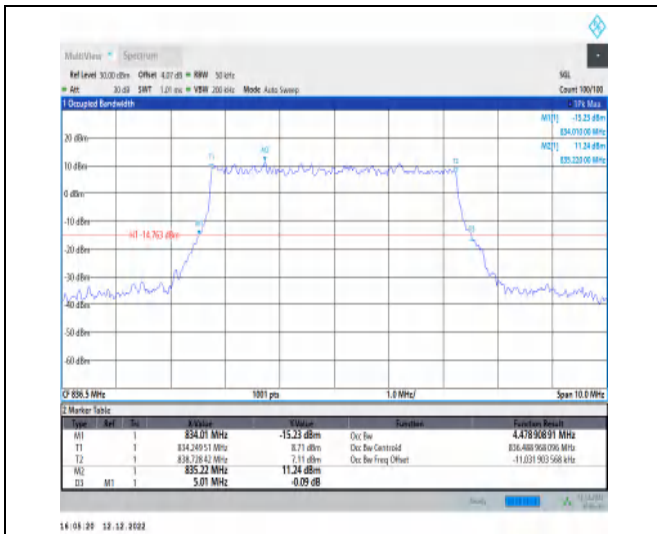 MultiView Spectrum
Ref Level 30.00 dBm Offset 4.07 dB RBW 50 kHz SGL
Att 30 dB SWT 1.01 ms VBW 200 kHz Mode Auto Sweep Count 100/100
1 Occupied Bandwidth 1Pk Max
M1[1] -15.23 dBm
834.01000 MHz
M2[1] 11.24 dBm
835.22000 MHz
20 dBm
M2
T1 T2
10 dBm
0 dBm
-10 dBm
M1
H1 -14.763 dBm
D3
-20 dBm
-30 dBm
-40 dBm
-50 dBm
-60 dBm
CF 836.5 MHz 1001 pts 1.0 MHz/ Span 10.0 MHz
2 Marker Table
Type Ref Trc X-Value Y-Value Function Function Result
M1 1 834.01 MHz -15.23 dBm Occ Bw 4.478 908 91 MHz
T1 1 834.249 51 MHz 8.71 dBm Occ Bw Centroid 836.488 968 096 MHz
T2 1 838.728 42 MHz 7.11 dBm Occ Bw Freq Offset -11.031 903 568 kHz
M2 1 835.22 MHz 11.24 dBm
D3 M1 1 5.01 MHz -0.09 dB
Ready
16:05:20 12.12.2022